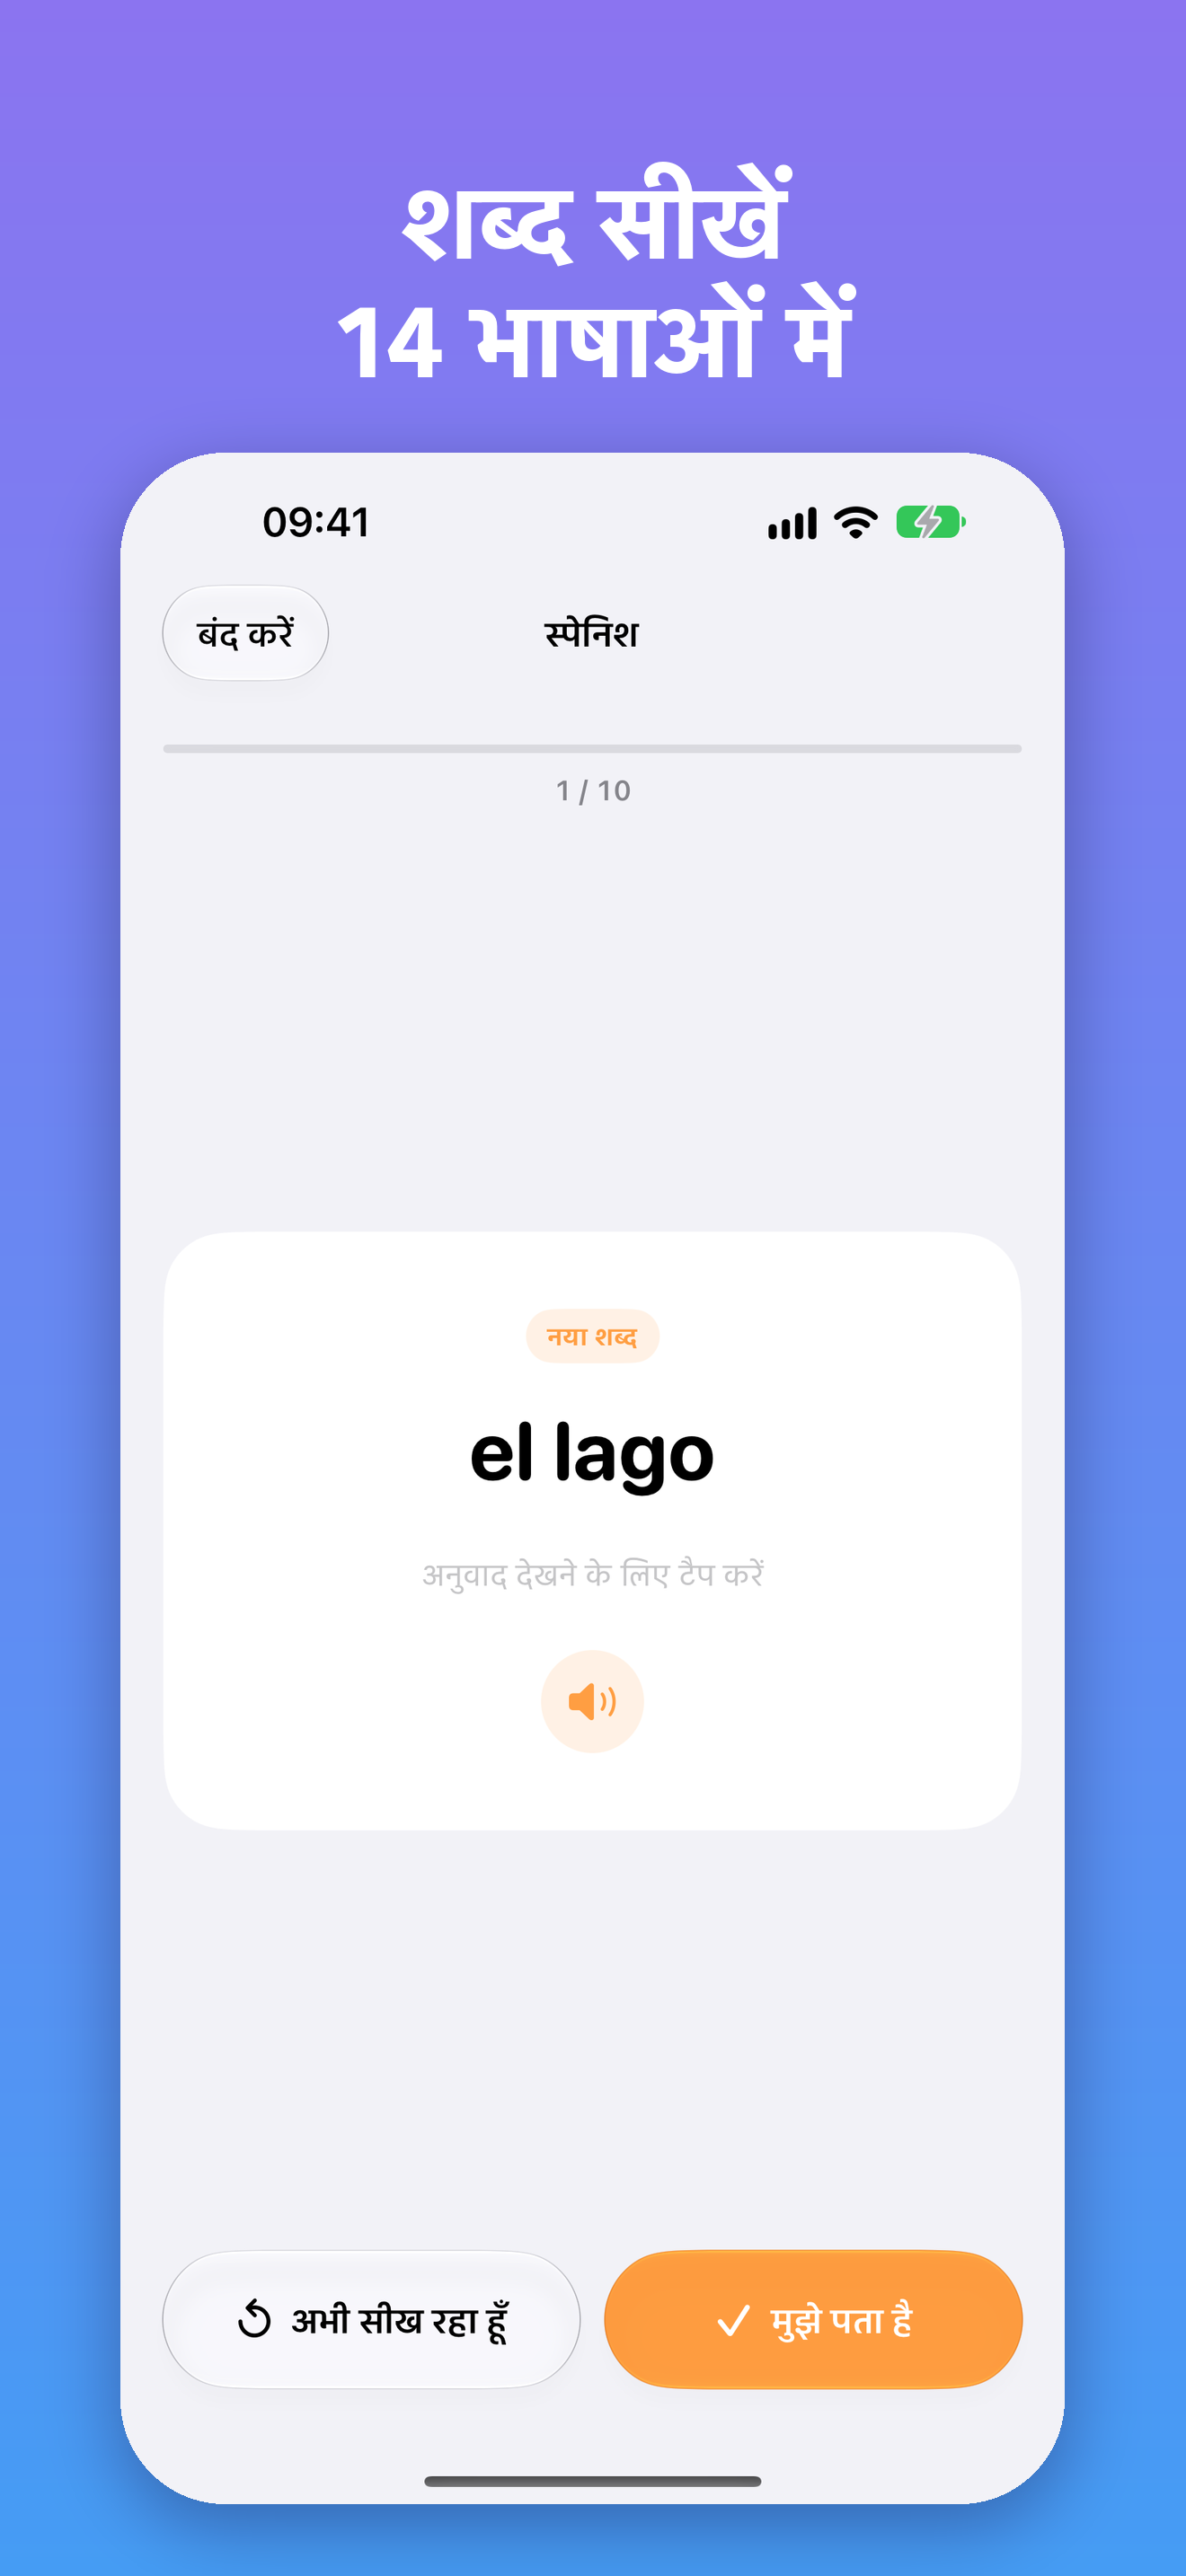 शब्द सीखें
14 भाषाओं में
09:41
बंद करें
स्पेनिश
1 / 10
नया शब्द
el lago
अनुवाद देखने के लिए टैप करें
अभी सीख रहा हूँ
मुझे पता है